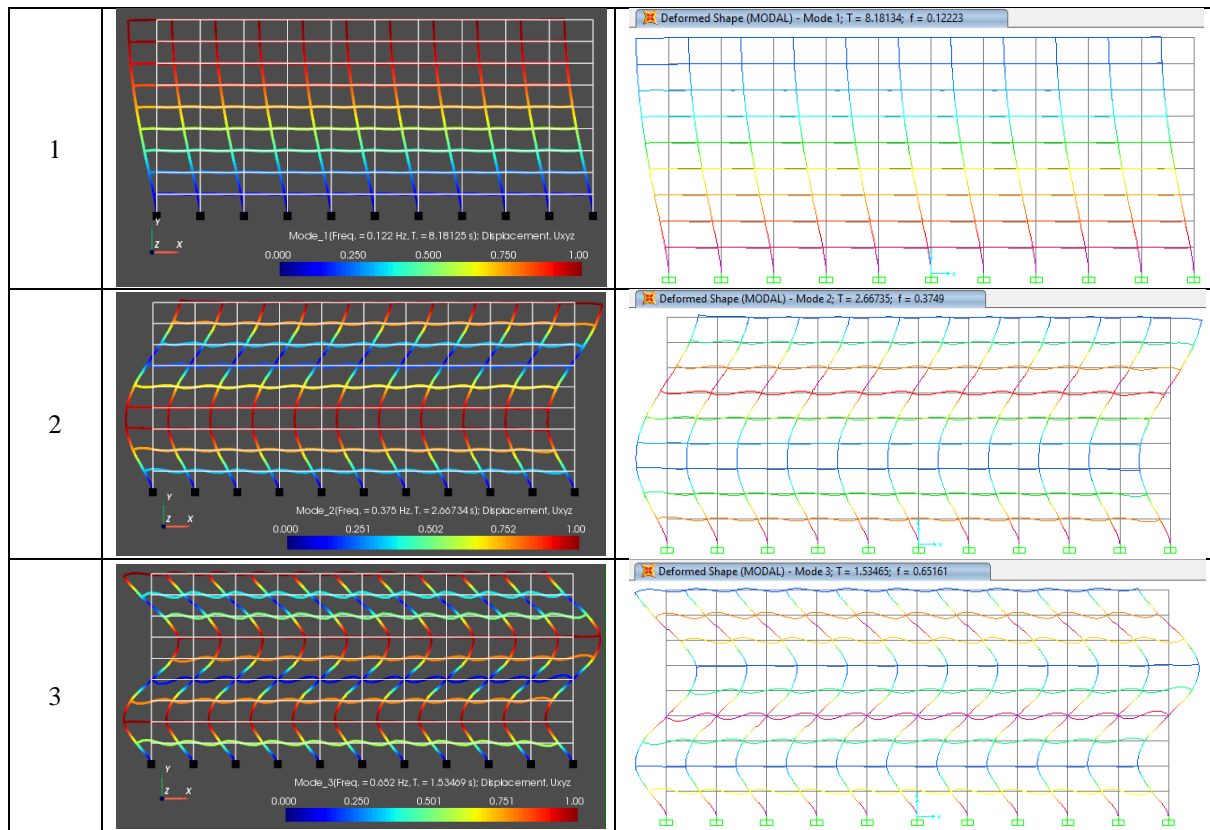 1
Y
Z X
Mode_1(Freq. = 0.122 Hz, T. = 8.18125 s); Displacement, Uxyz
0.000 0.251 0.500 0.750 1.00
Deformed Shape (MODAL) - Mode 1; T = 8.18134; f = 0.12223
x
2
Y
Z X
Mode_2(Freq. = 0.375 Hz, T. = 2.66734 s); Displacement, Uxyz
0.000 0.251 0.502 0.752 1.00
Deformed Shape (MODAL) - Mode 2; T = 2.66735; f = 0.3749
x
3
Y
Z X
Mode_3(Freq. = 0.652 Hz, T. = 1.53469 s); Displacement, Uxyz
0.000 0.251 0.501 0.751 1.00
Deformed Shape (MODAL) - Mode 3; T = 1.53465; f = 0.65161
x